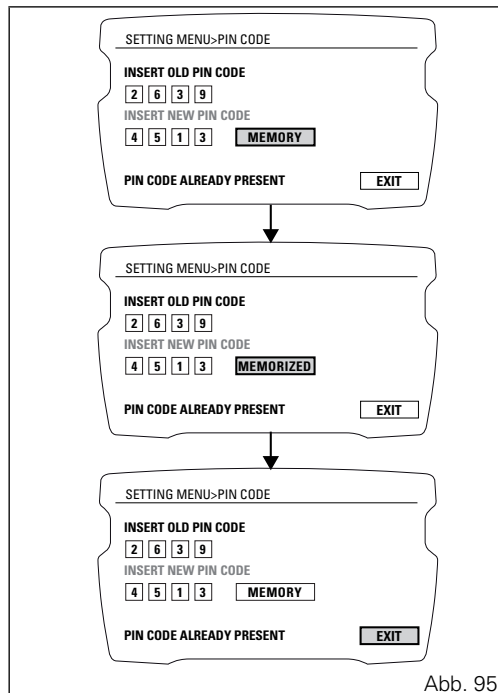 SETTING MENU>PIN CODE
INSERT OLD PIN CODE
2 6 3 9
INSERT NEW PIN CODE
4 5 1 3 MEMORY
PIN CODE ALREADY PRESENT EXIT
SETTING MENU>PIN CODE
INSERT OLD PIN CODE
2 6 3 9
INSERT NEW PIN CODE
4 5 1 3 MEMORIZED
PIN CODE ALREADY PRESENT EXIT
SETTING MENU>PIN CODE
INSERT OLD PIN CODE
2 6 3 9
INSERT NEW PIN CODE
4 5 1 3 MEMORY
PIN CODE ALREADY PRESENT EXIT
Abb. 95